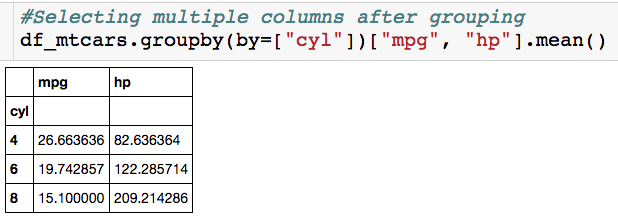 #Selecting multiple columns after grouping
df_mtcars.groupby(by=["cyl"])["mpg", "hp"].mean()
mpg hp
cyl
4 26.663636 82.636364
6 19.742857 122.285714
8 15.100000 209.214286